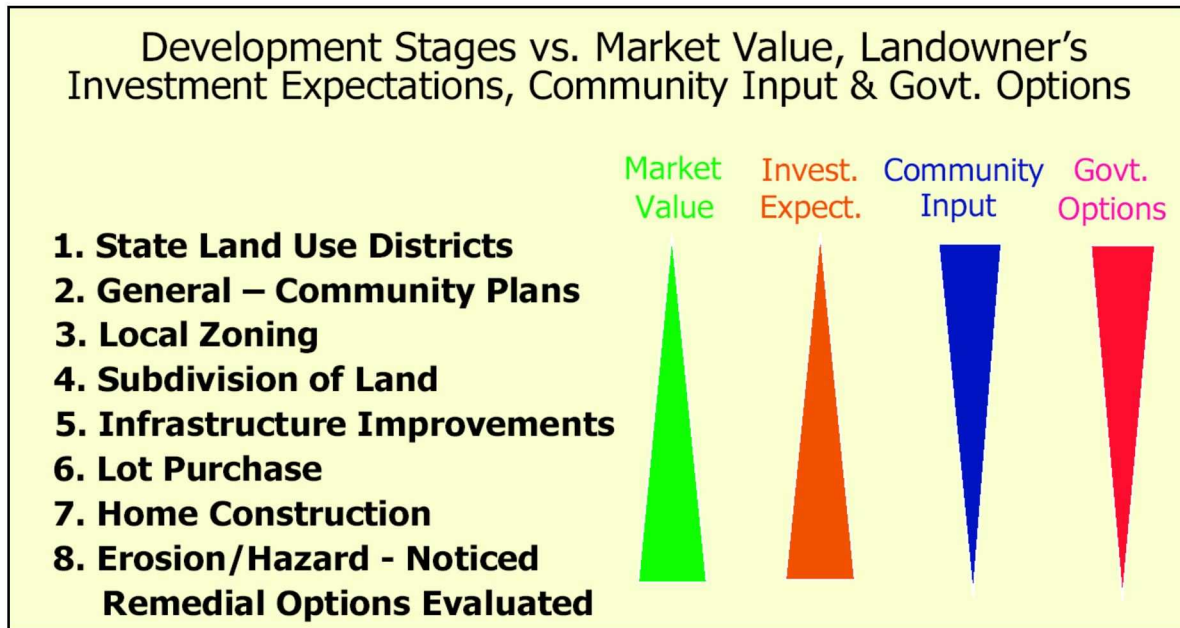 Development Stages vs. Market Value, Landowner's
Investment Expectations, Community Input & Govt. Options
Market Value
Invest. Expect.
Community Input
Govt. Options
1. State Land Use Districts
2. General – Community Plans
3. Local Zoning
4. Subdivision of Land
5. Infrastructure Improvements
6. Lot Purchase
7. Home Construction
8. Erosion/Hazard - Noticed
Remedial Options Evaluated